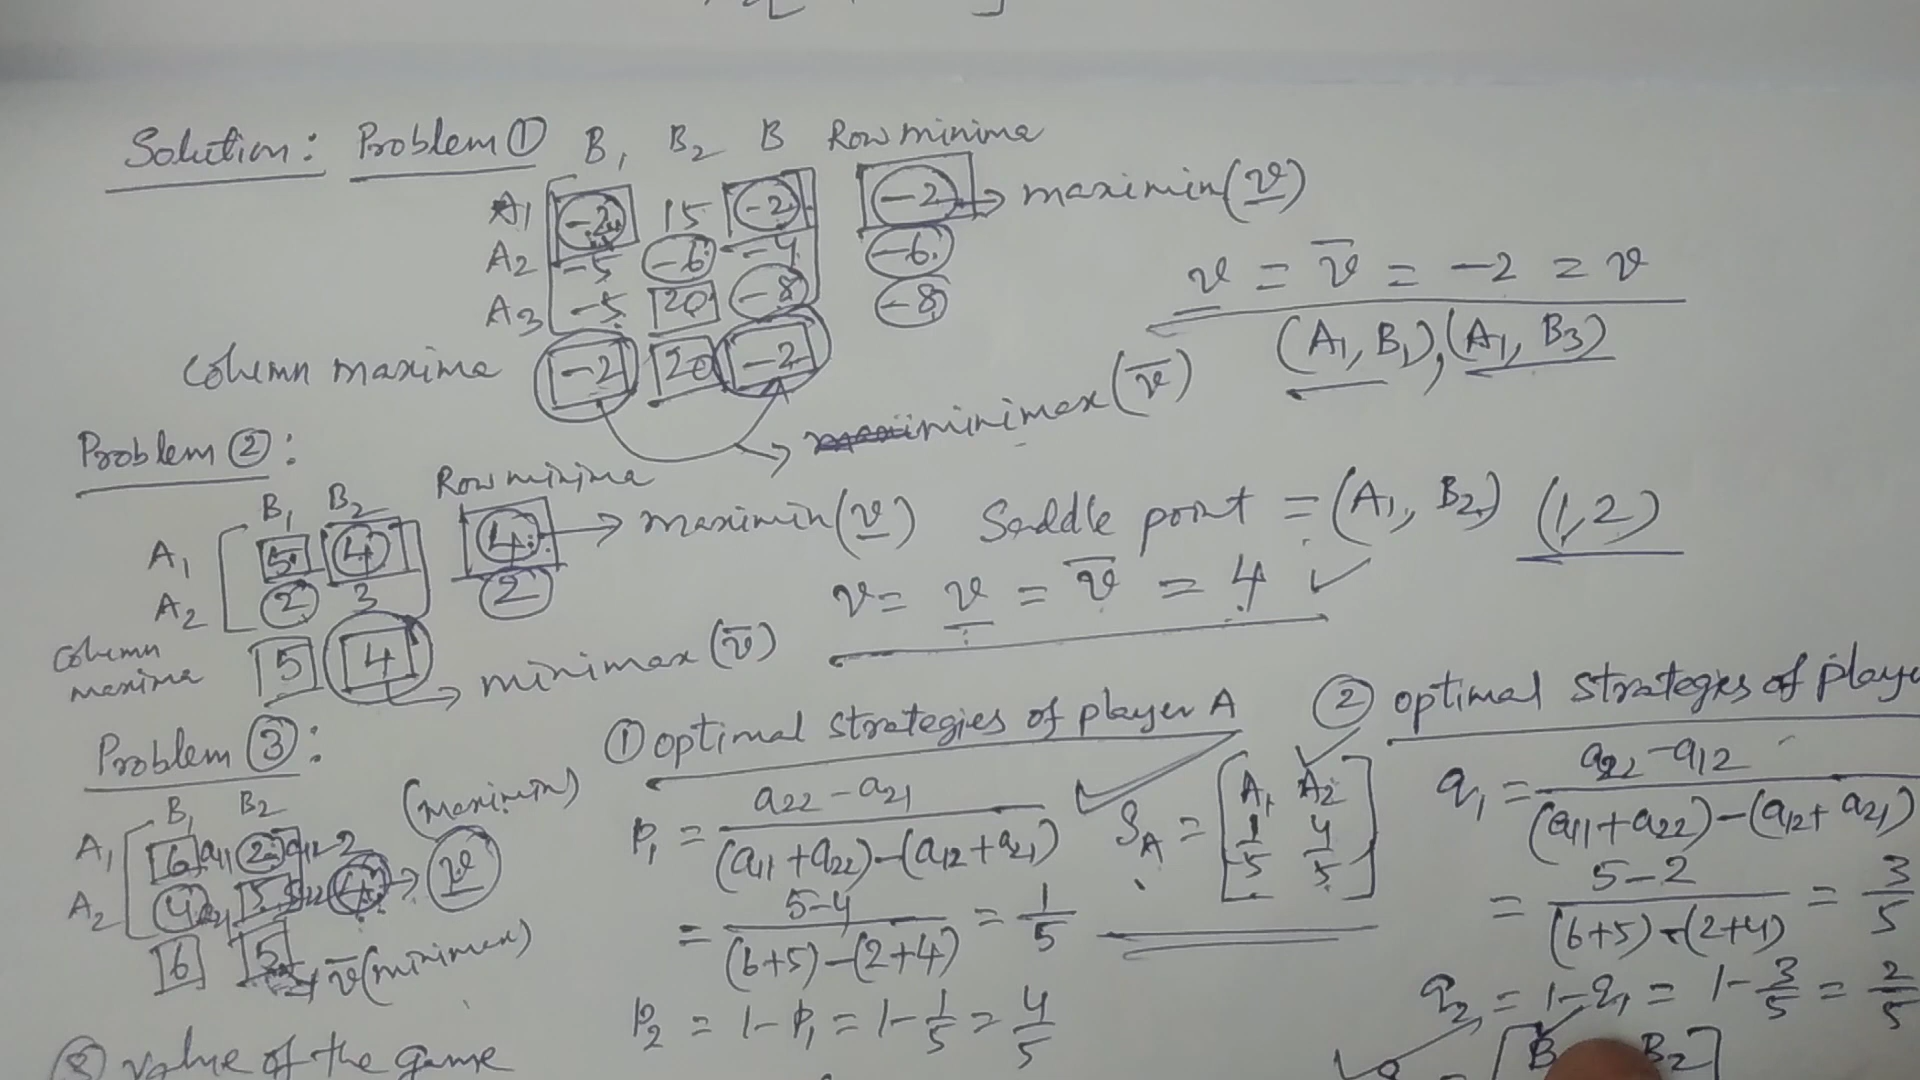 Solution: Problem ① B₁ B₂ B Row minima
A1 [-2 15 -2] -2 → maximin(v̲)
A2 -5 -6 -4 -6
A3 -5 20 -8 -8
v̲ = v̅ = -2 = v
(A₁, B₁), (A₁, B₃)
Column maxima -2 20 -2
→ minimax (v̅)
Problem ②:
B₁ B₂ Row minima
A₁ [5 4] 4 → maximin(v̲) Saddle point = (A₁, B₂) (1,2)
A₂ 2 3 2
v = v̲ = v̅ = 4 ✓
Column maxima 5 4 → minimax (v̅)
Problem ③:
B₁ B₂ (maximin)
A₁ 6 a11 2 a12 2
A₂ 4 a21 5 4 → v̲
6 5 → v̅ (minimax)
① optimal strategies of player A
p₁ = (a22 - a21) / ((a11 + a22) - (a12 + a21))
= (5-4) / ((6+5) - (2+4)) = 1/5
p₂ = 1 - p₁ = 1 - 1/5 = 4/5
S_A = [A₁ A₂
1/5 4/5]
② optimal strategies of playe
q₁ = (a22 - a12) / ((a11 + a22) - (a12 + a21))
= (5-2) / ((6+5) - (2+4)) = 3/5
q₂ = 1 - q₁ = 1 - 3/5 = 2/5
B B₂
value of the game